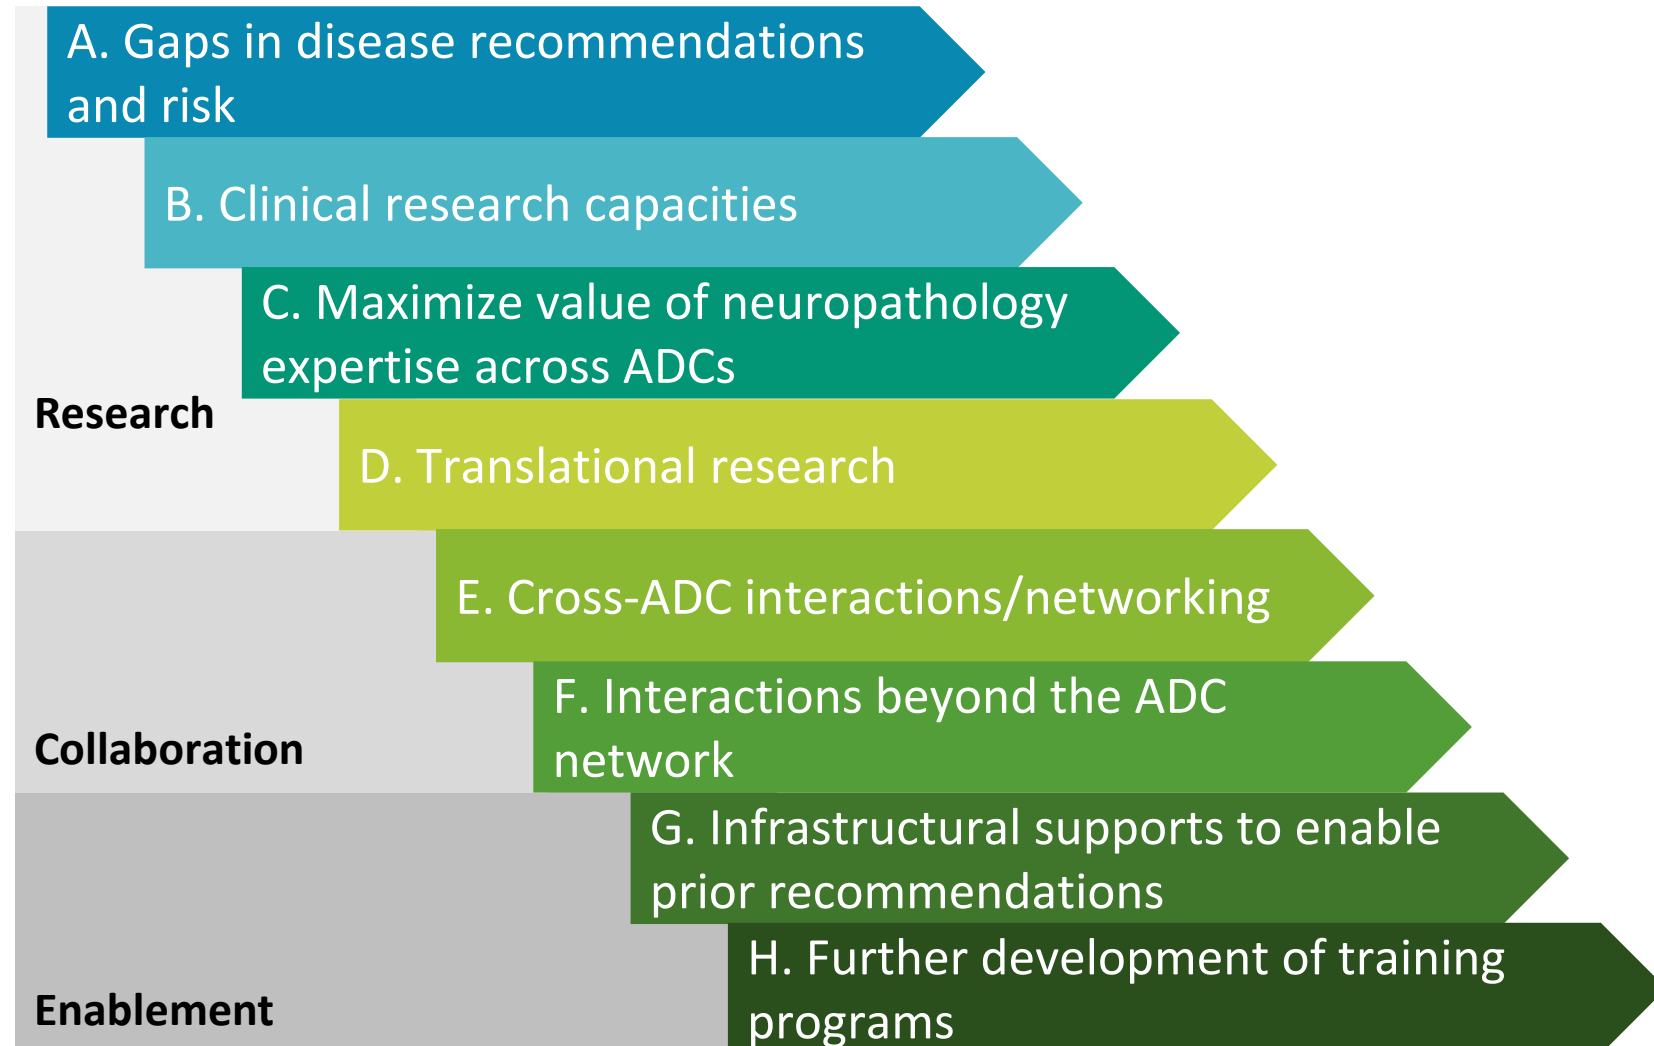 A. Gaps in disease recommendations
and risk
B. Clinical research capacities
C. Maximize value of neuropathology
expertise across ADCs
Research
D. Translational research
E. Cross-ADC interactions/networking
F. Interactions beyond the ADC
network
Collaboration
G. Infrastructural supports to enable
prior recommendations
H. Further development of training
programs
Enablement